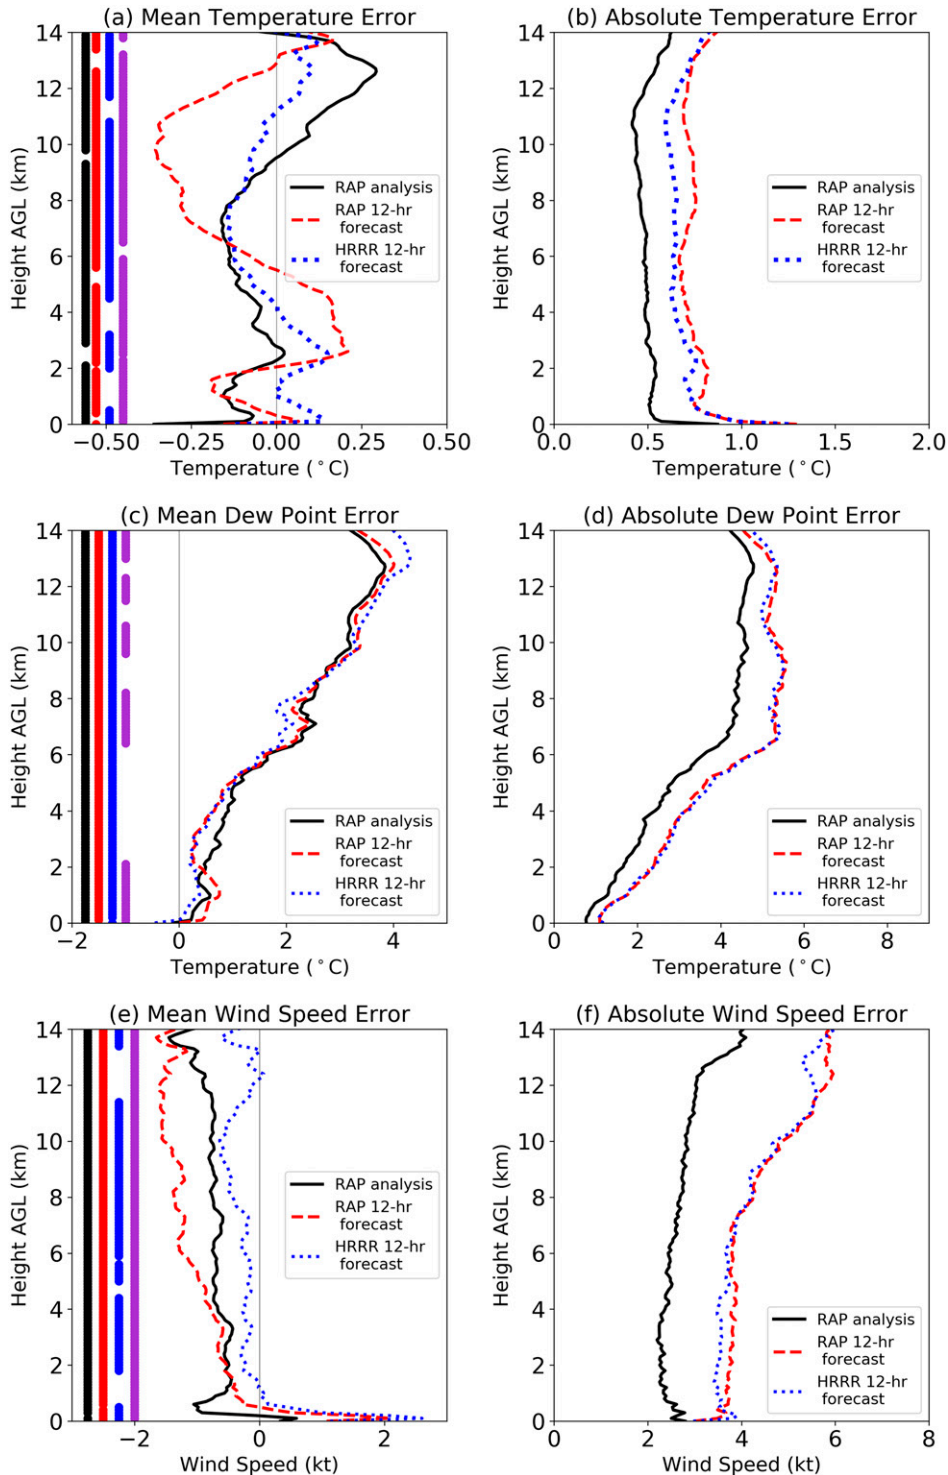 (a) Mean Temperature Error
14
12
10
8
6
4
2
0
Height AGL (km)
RAP analysis
RAP 12-hr
forecast
HRRR 12-hr
forecast
−0.50 −0.25 0.00 0.25 0.50
Temperature (°C)
(b) Absolute Temperature Error
14
12
10
8
6
4
2
0
Height AGL (km)
RAP analysis
RAP 12-hr
forecast
HRRR 12-hr
forecast
0.0 0.5 1.0 1.5 2.0
Temperature (°C)
(c) Mean Dew Point Error
14
12
10
8
6
4
2
0
Height AGL (km)
RAP analysis
RAP 12-hr
forecast
HRRR 12-hr
forecast
−2 0 2 4
Temperature (°C)
(d) Absolute Dew Point Error
14
12
10
8
6
4
2
0
Height AGL (km)
RAP analysis
RAP 12-hr
forecast
HRRR 12-hr
forecast
0 2 4 6 8
Temperature (°C)
(e) Mean Wind Speed Error
14
12
10
8
6
4
2
0
Height AGL (km)
RAP analysis
RAP 12-hr
forecast
HRRR 12-hr
forecast
−2 0 2
Wind Speed (kt)
(f) Absolute Wind Speed Error
14
12
10
8
6
4
2
0
Height AGL (km)
RAP analysis
RAP 12-hr
forecast
HRRR 12-hr
forecast
0 2 4 6 8
Wind Speed (kt)